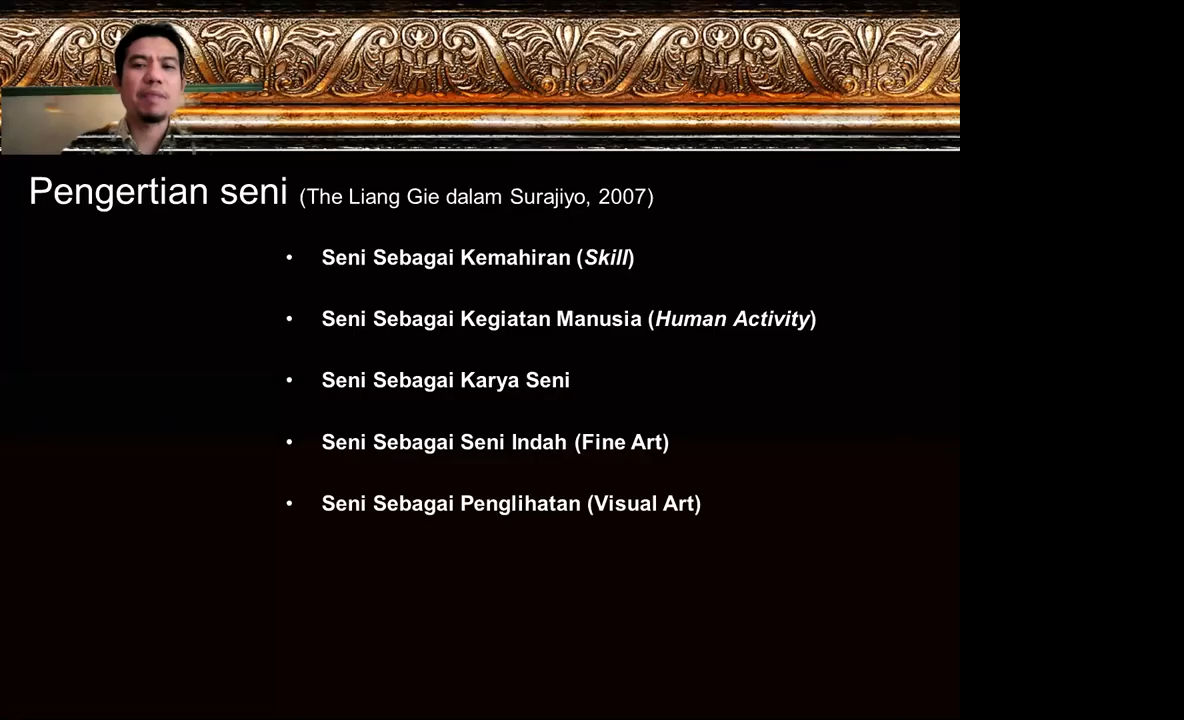 Pengertian seni (The Liang Gie dalam Surajiyo, 2007)
• Seni Sebagai Kemahiran (Skill)
• Seni Sebagai Kegiatan Manusia (Human Activity)
• Seni Sebagai Karya Seni
• Seni Sebagai Seni Indah (Fine Art)
• Seni Sebagai Penglihatan (Visual Art)